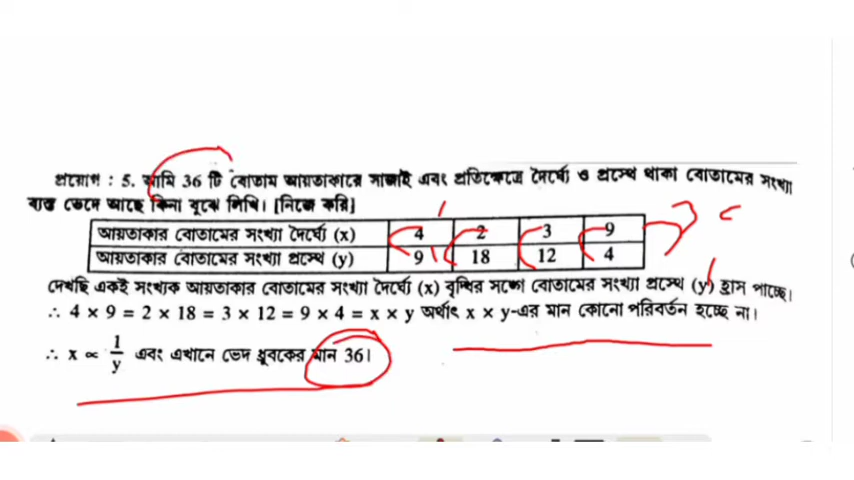 প্রয়োগ : 5. আমি 36 টি বোতাম আয়তাকারে সাজাই এবং প্রতিক্ষেত্রে দৈর্ঘ্যে ও প্রস্থে থাকা বোতামের সংখ্যা
ব্যস্ত ভেদে আছে কিনা বুঝে লিখি। [নিজে করি]
আয়তাকার বোতামের সংখ্যা দৈর্ঘ্যে (x) 4 2 3 9
আয়তাকার বোতামের সংখ্যা প্রস্থে (y) 9 18 12 4
দেখছি একই সংখ্যক আয়তাকার বোতামের সংখ্যা দৈর্ঘ্যে (x) বৃদ্ধির সঙ্গে বোতামের সংখ্যা প্রস্থে (y) হ্রাস পাচ্ছে।
∴ 4 × 9 = 2 × 18 = 3 × 12 = 9 × 4 = x × y অর্থাৎ x × y-এর মান কোনো পরিবর্তন হচ্ছে না।
∴ x ∝ 1/y এবং এখানে ভেদ ধ্রুবকের মান 36।